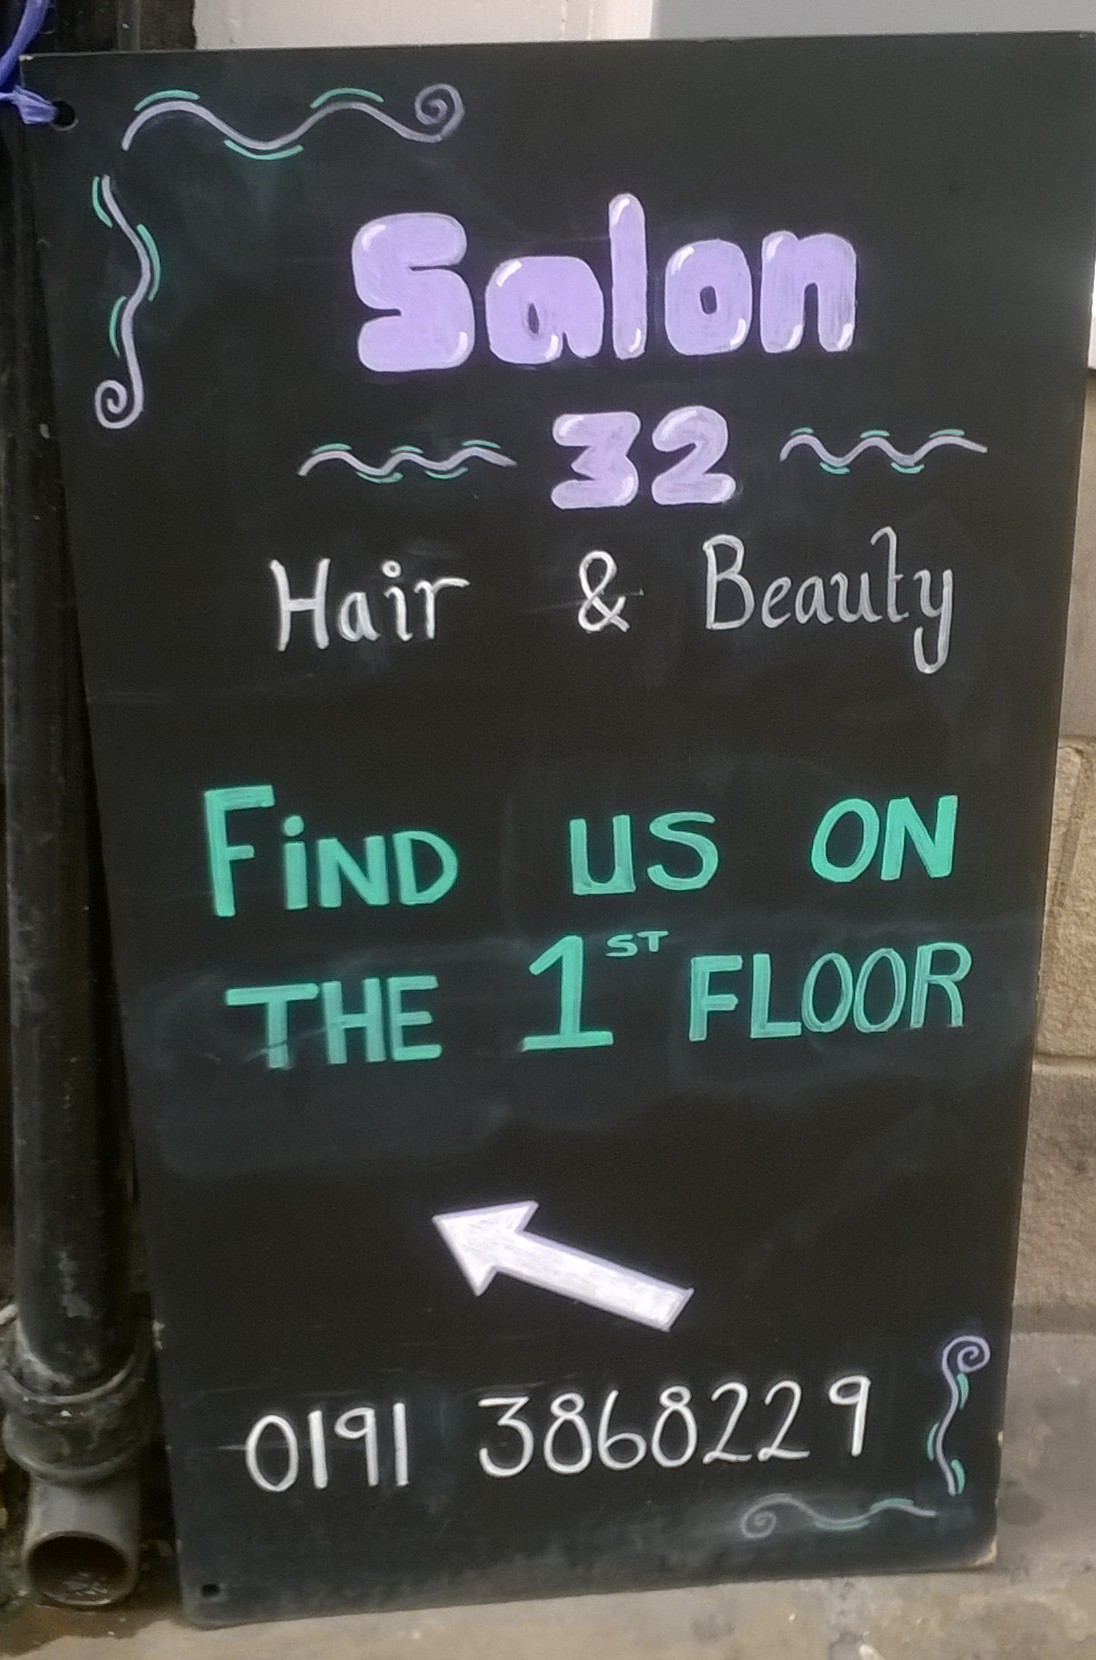 Salon
32
Hair & Beauty
FiND US ON
THE 1ST FLOOR
0191 3868229